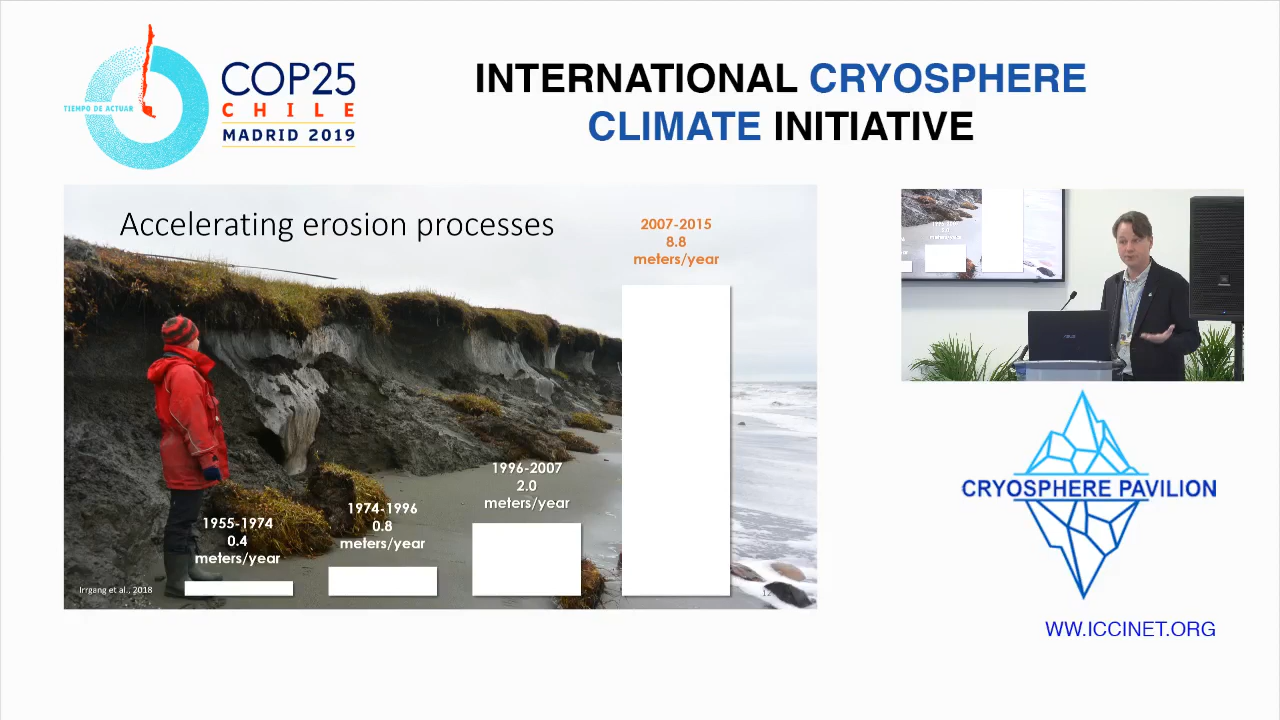 TIEMPO DE ACTUAR
COP25
CHILE
MADRID 2019
INTERNATIONAL CRYOSPHERE
CLIMATE INITIATIVE
Accelerating erosion processes
2007-2015
8.8
meters/year
1996-2007
2.0
meters/year
1974-1996
0.8
meters/year
1955-1974
0.4
meters/year
Irrgang et al., 2018
12
CRYOSPHERE PAVILION
WW.ICCINET.ORG